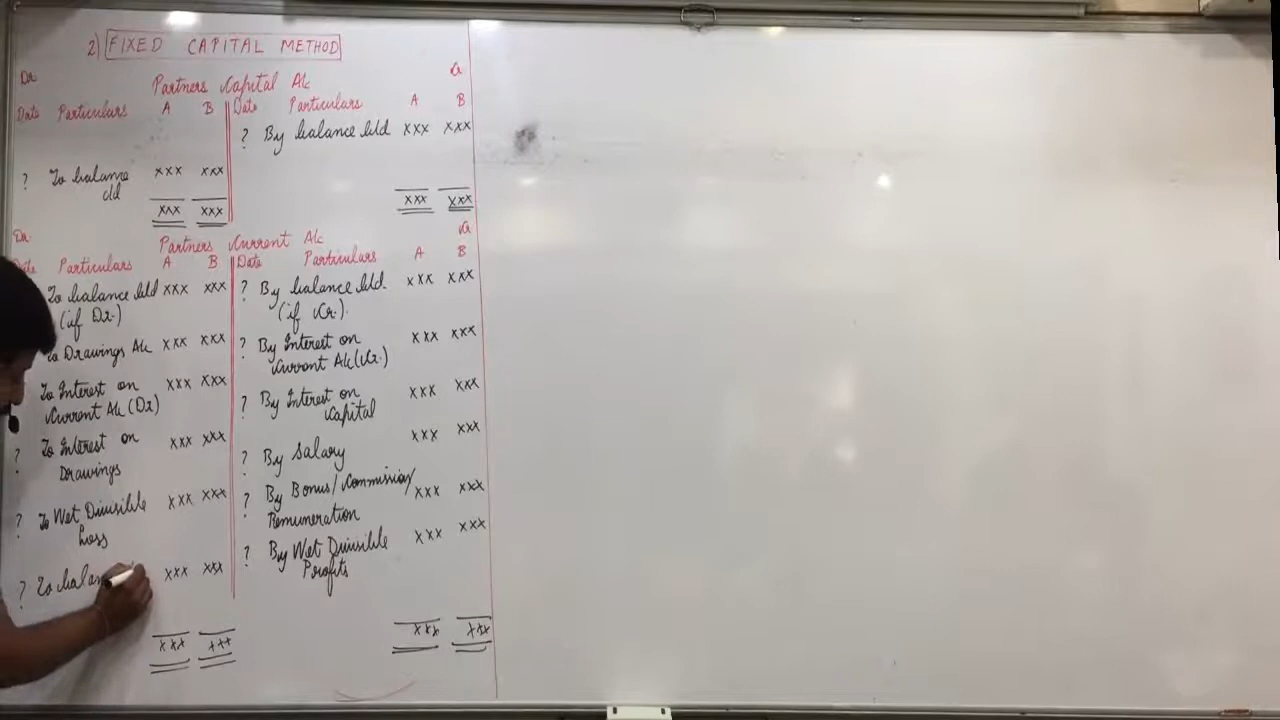 2) FIXED CAPITAL METHOD
Dr. Partners Capital A/c Cr
Date Particulars A B Date Particulars A B
? By balance b/d xxx xxx
? To balance xxx xxx
c/d
xxx xxx xxx xxx
Dr. Partners Current A/c Cr
Date Particulars A B Date Particulars A B
To balance b/d xxx xxx ? By balance b/d. xxx xxx
(if Dr.) (if Cr.).
To Drawings A/c xxx xxx ? By Interest on xxx xxx
Current A/c (Cr.)
To Interest on xxx xxx
Current A/c (Dr) ? By Interest on xxx xxx
Capital
? To Interest on xxx xxx ? By Salary xxx xxx
Drawings
? To Net Divisible xxx xxx ? By Bonus/Commission/ xxx xxx
Loss Remuneration
? By Net Divisible xxx xxx
Profits
? To balan xxx xxx
xxx xxx xxx xxx